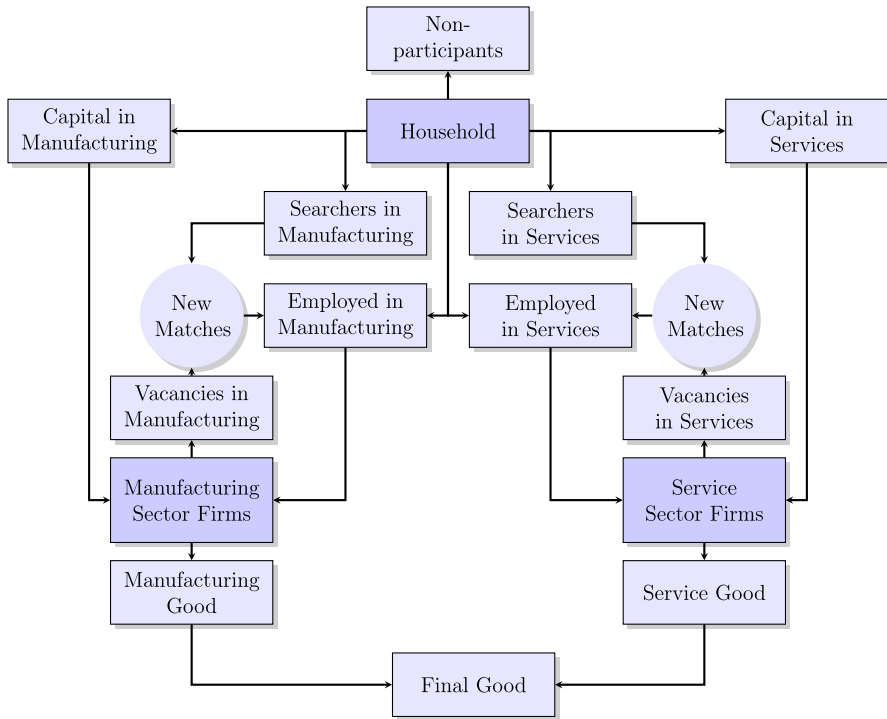 Non-
participants
Capital in
Manufacturing
Household
Capital in
Services
Searchers in
Manufacturing
Searchers
in Services
New
Matches
Employed in
Manufacturing
Employed
in Services
New
Matches
Vacancies in
Manufacturing
Vacancies
in Services
Manufacturing
Sector Firms
Service
Sector Firms
Manufacturing
Good
Service Good
Final Good